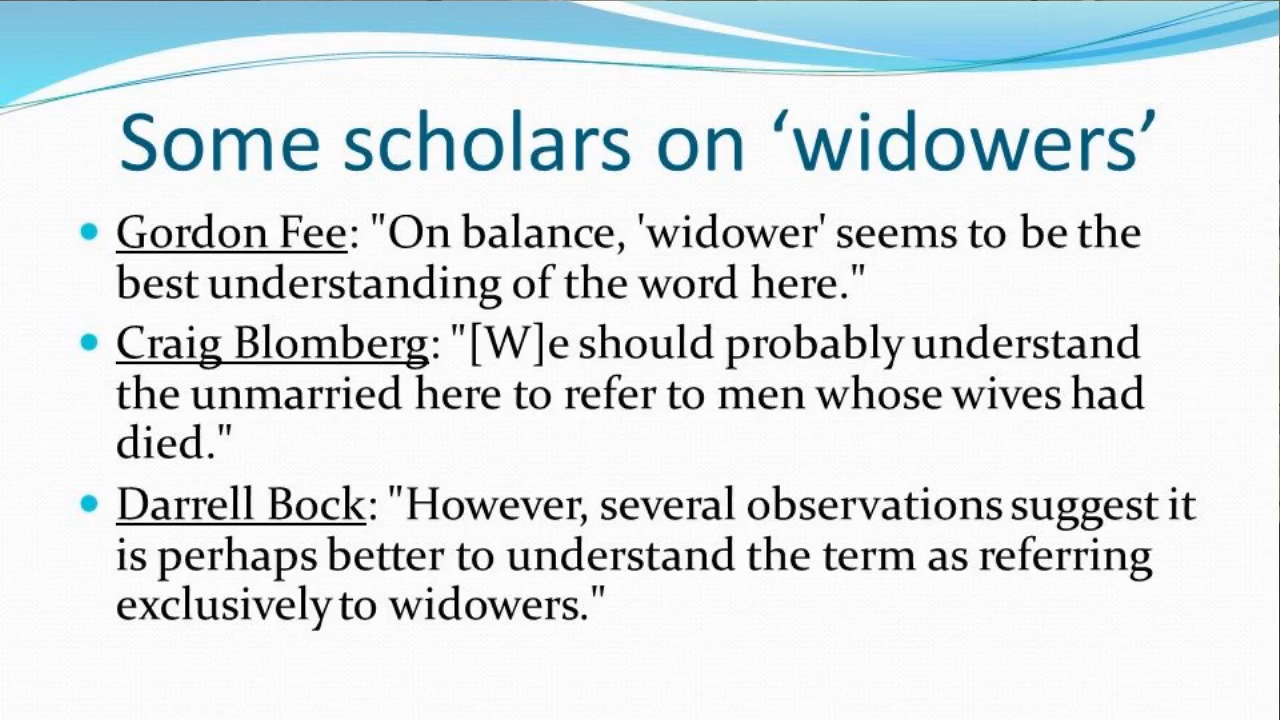 Some scholars on ‘widowers’
• Gordon Fee: "On balance, 'widower' seems to be the
best understanding of the word here."
• Craig Blomberg: "[W]e should probably understand
the unmarried here to refer to men whose wives had
died."
• Darrell Bock: "However, several observations suggest it
is perhaps better to understand the term as referring
exclusively to widowers."